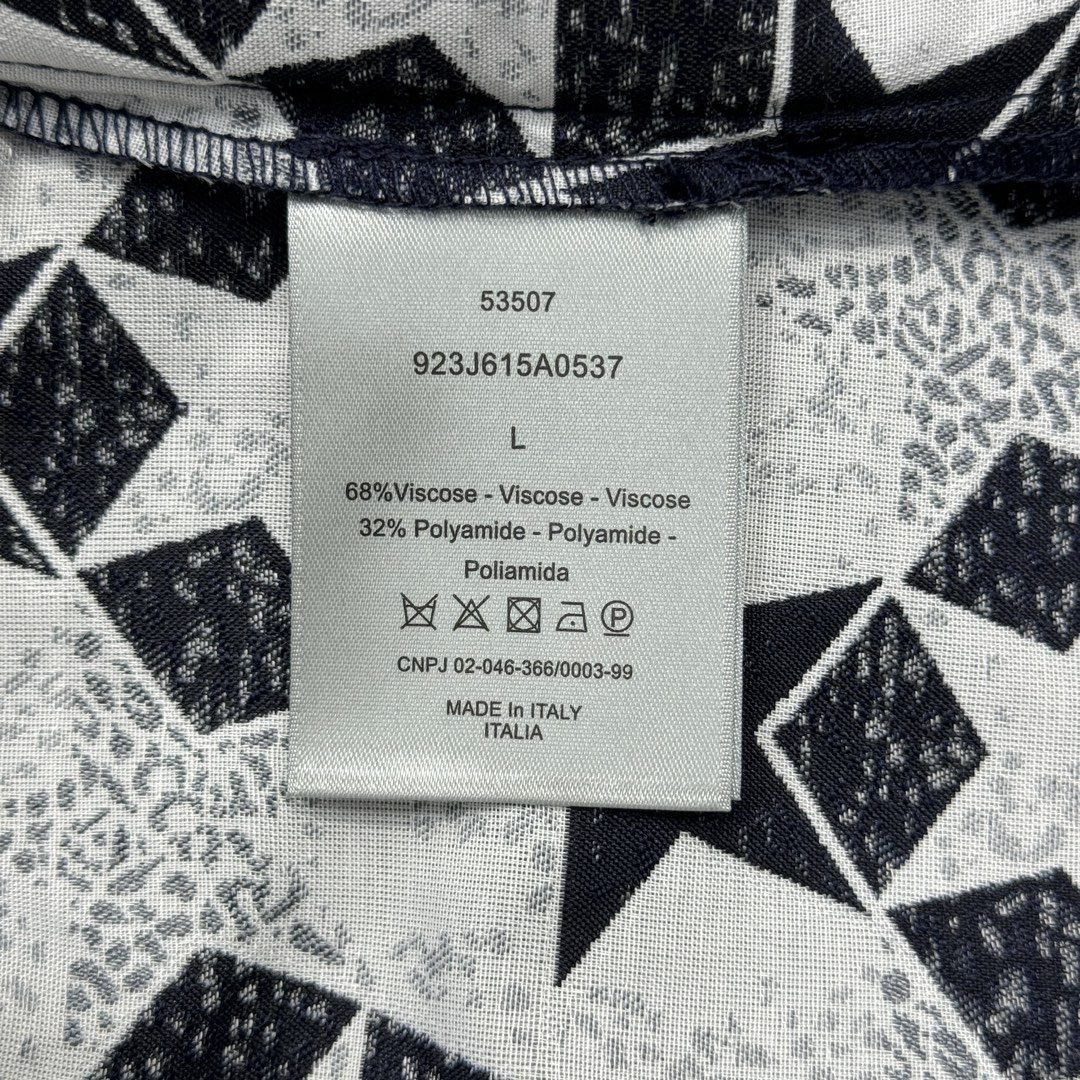 53507
923J615A0537
L
68%Viscose - Viscose - Viscose
32% Polyamide - Polyamide -
Poliamida
P
CNPJ 02-046-366/0003-99
MADE In ITALY
ITALIA